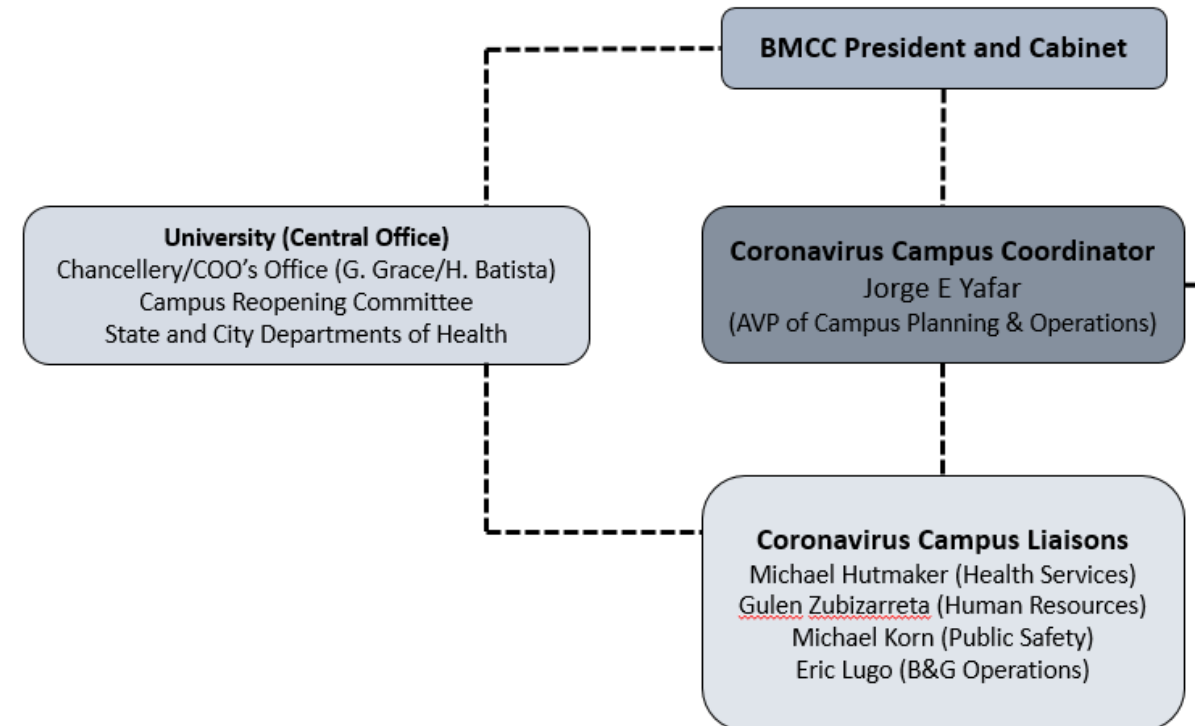 BMCC President and Cabinet
University (Central Office)
Chancellery/COO's Office (G. Grace/H. Batista)
Campus Reopening Committee
State and City Departments of Health
Coronavirus Campus Coordinator
Jorge E Yafar
(AVP of Campus Planning & Operations)
Coronavirus Campus Liaisons
Michael Hutmaker (Health Services)
Gulen Zubizarreta (Human Resources)
Michael Korn (Public Safety)
Eric Lugo (B&G Operations)